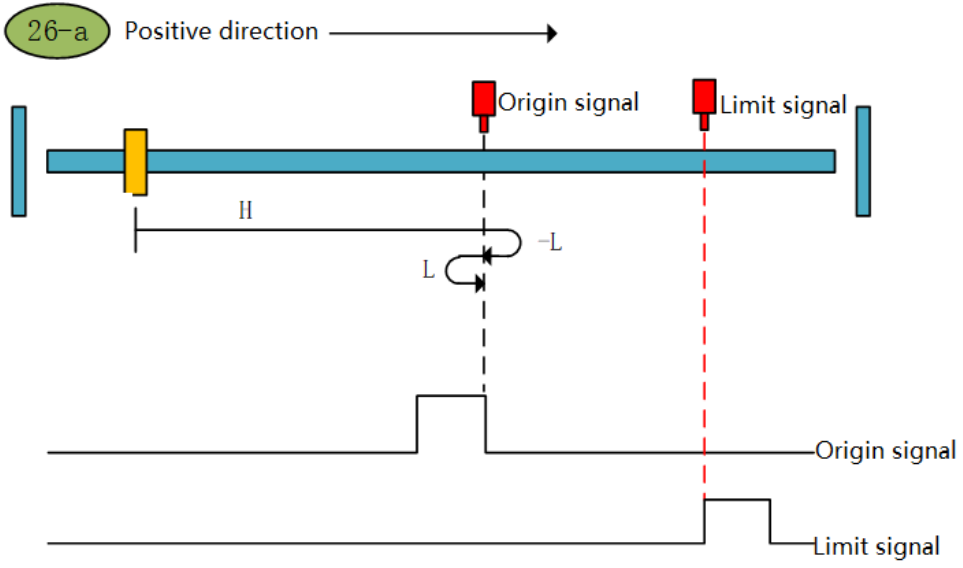 26-a
Positive direction
Origin signal
Limit signal
H
-L
L
Origin signal
Limit signal